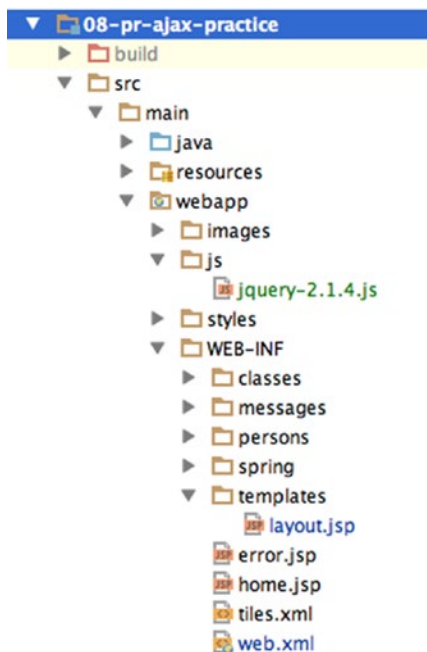 08-pr-ajax-practice
build
src
main
java
resources
webapp
images
js
jquery-2.1.4.js
styles
WEB-INF
classes
messages
persons
spring
templates
layout.jsp
error.jsp
home.jsp
tiles.xml
web.xml